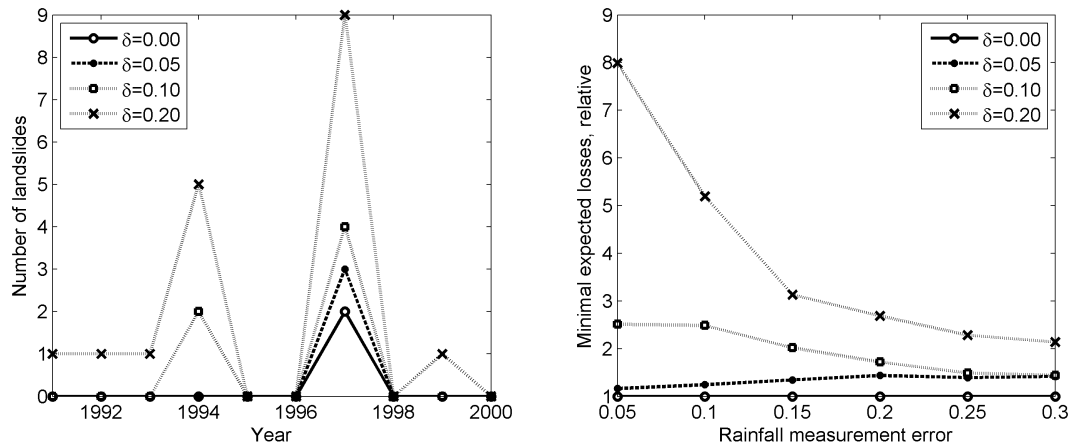 9
8
7
6
5
4
3
2
1
0
Number of landslides
δ=0.00
δ=0.05
δ=0.10
δ=0.20
1992
1994
1996
1998
2000
Year
9
8
7
6
5
4
3
2
1
Minimal expected losses, relative
δ=0.00
δ=0.05
δ=0.10
δ=0.20
0.05
0.1
0.15
0.2
0.25
0.3
Rainfall measurement error